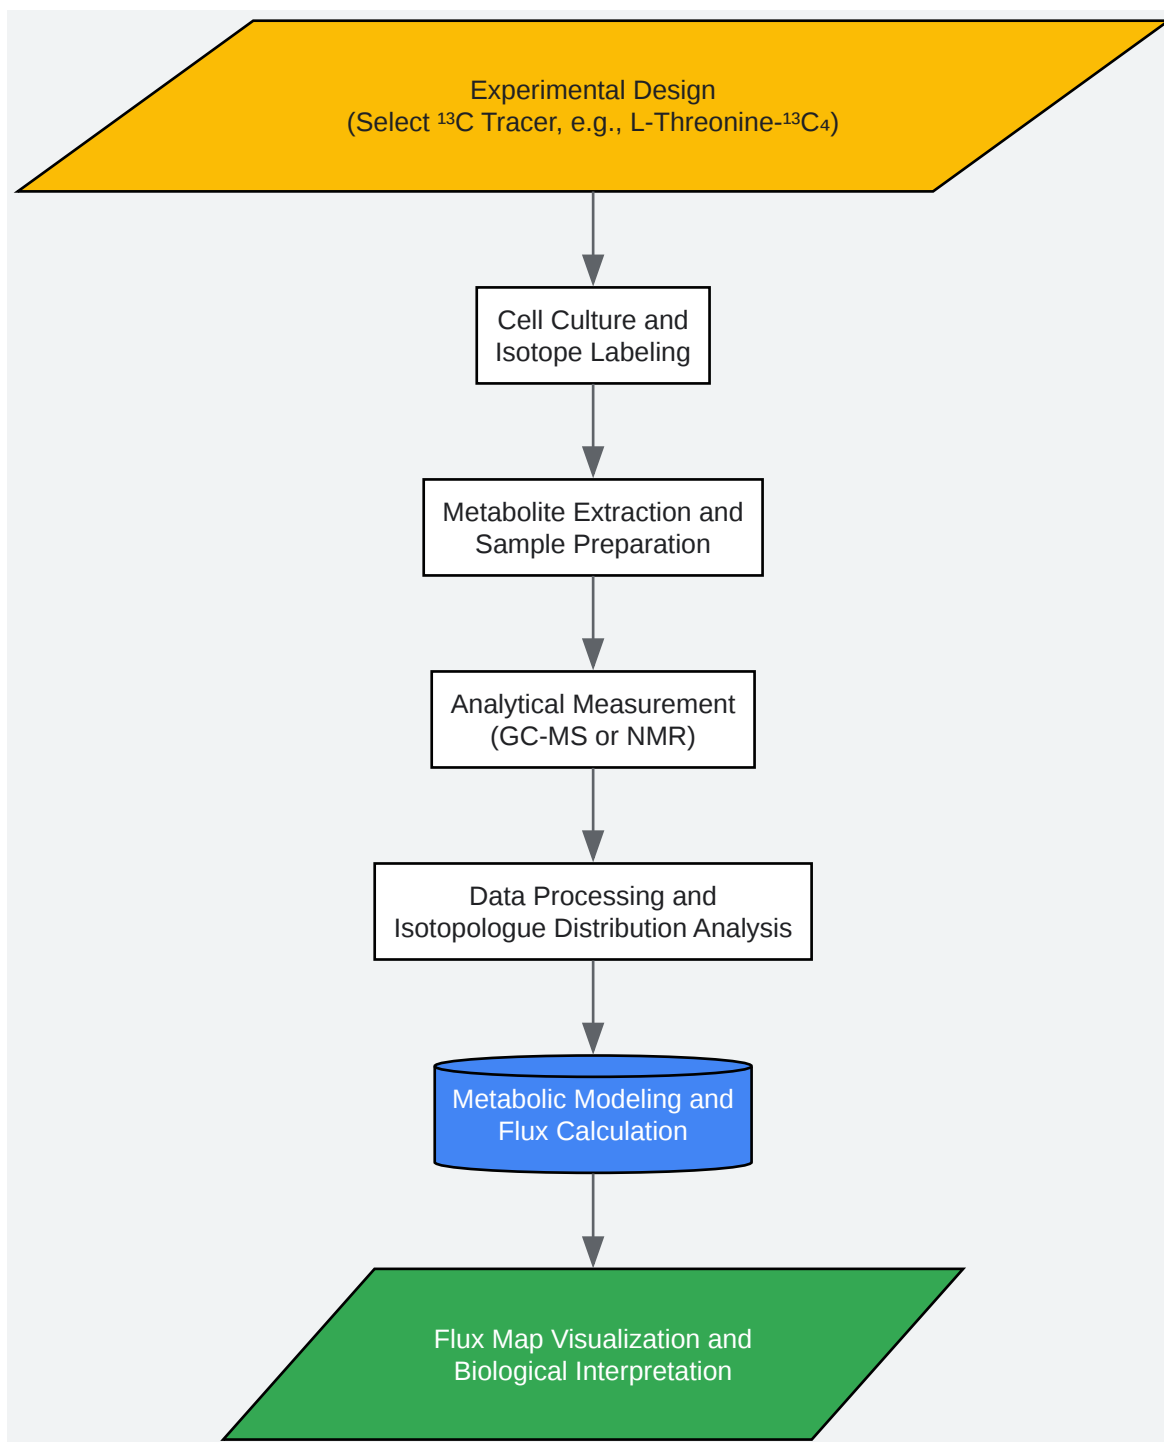 Experimental Design
(Select ¹³C Tracer, e.g., L-Threonine-¹³C₄)
Cell Culture and
Isotope Labeling
Metabolite Extraction and
Sample Preparation
Analytical Measurement
(GC-MS or NMR)
Data Processing and
Isotopologue Distribution Analysis
Metabolic Modeling and
Flux Calculation
Flux Map Visualization and
Biological Interpretation